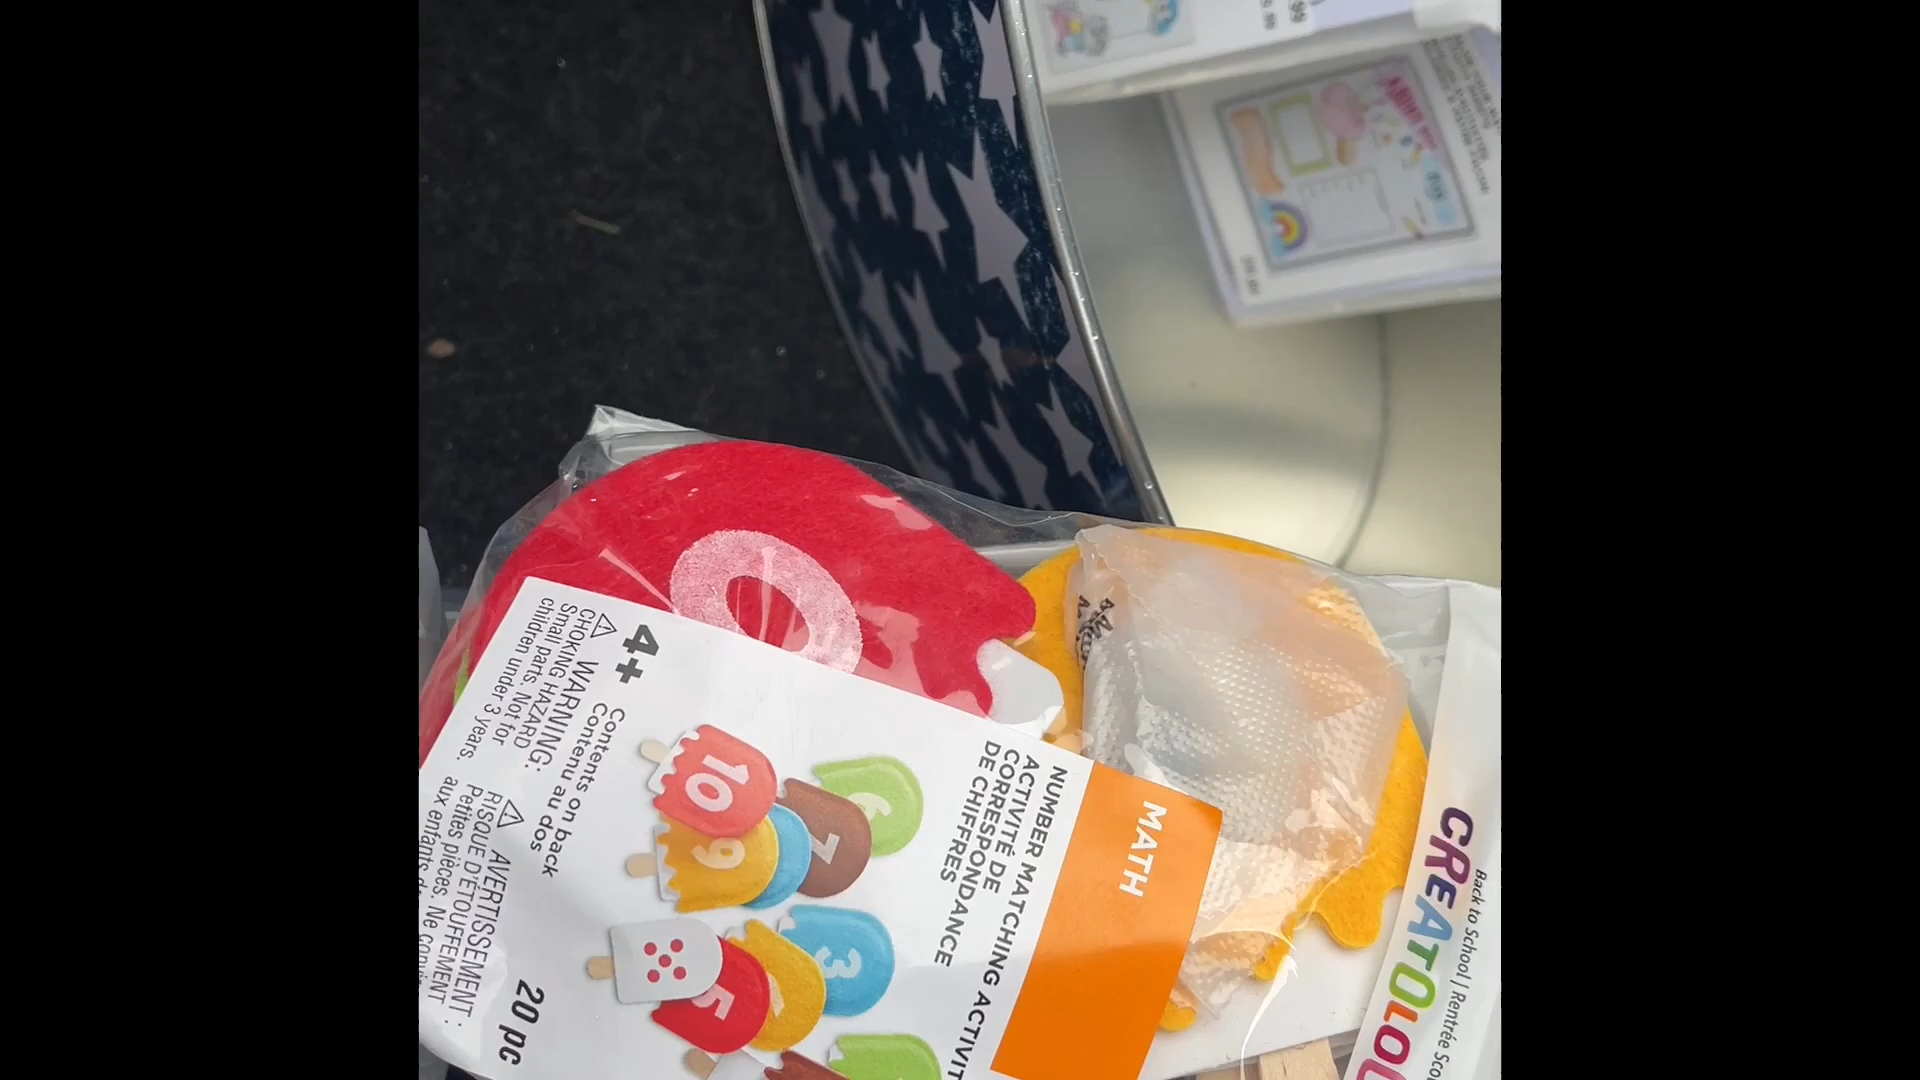 CREATOLO
Back to School | Rentrée Sco
MATH
NUMBER MATCHING ACTIVIT
ACTIVITÉ DE
CORRESPONDANCE
DE CHIFFRES
10
9
7
6
3
5
4+
Contents on back
Contenu au dos
20 pc
WARNING:
CHOKING HAZARD:
Small parts. Not for
children under 3 years.
AVERTISSEMENT :
RISQUE D'ÉTOUFFEMENT :
Petites pièces. Ne
aux enfants de